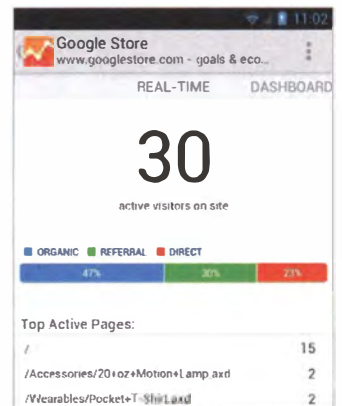 11:02
Google Store
www.googlestore.com - goals & eco...
REAL-TIME DASHBOARD
30
active visitors on site
ORGANIC REFERRAL DIRECT
47% 30% 23%
Top Active Pages:
/ 15
/Accessories/20+oz+Motion+Lamp.axd 2
/Wearables/Pocket+T-Shirt.axd 2